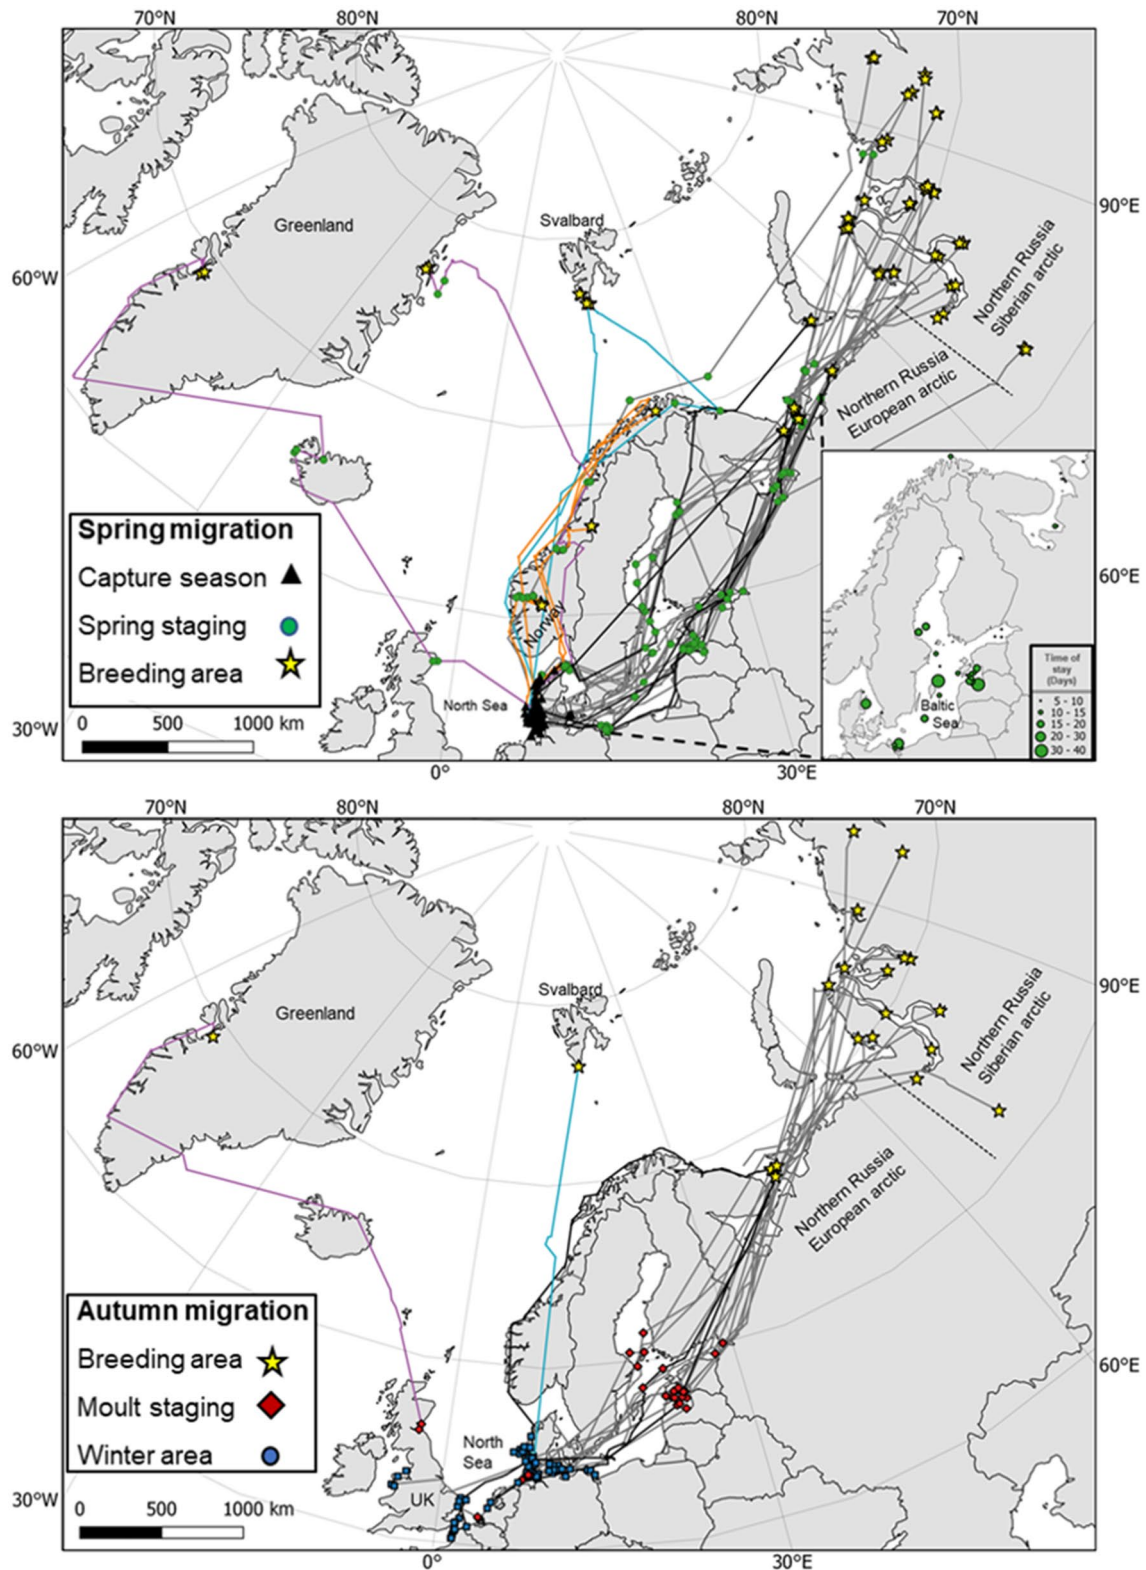 70°N 80°N 80°N 70°N
Greenland
Svalbard
90°E
60°W
Northern Russia
Siberian arctic
Northern Russia
European arctic
Spring migration
Capture season
Spring staging
Breeding area
0 500 1000 km
Norway
North Sea
60°E
Time of
stay
(Days)
5 - 10
10 - 15
15 - 20
20 - 30
30 - 40
Baltic
Sea
30°W
0° 30°E
70°N 80°N 80°N 70°N
Greenland
Svalbard
90°E
60°W
Northern Russia
Siberian arctic
Northern Russia
European arctic
Autumn migration
Breeding area
Moult staging
Winter area
0 500 1000 km
North
Sea
UK
60°E
30°W
0° 30°E